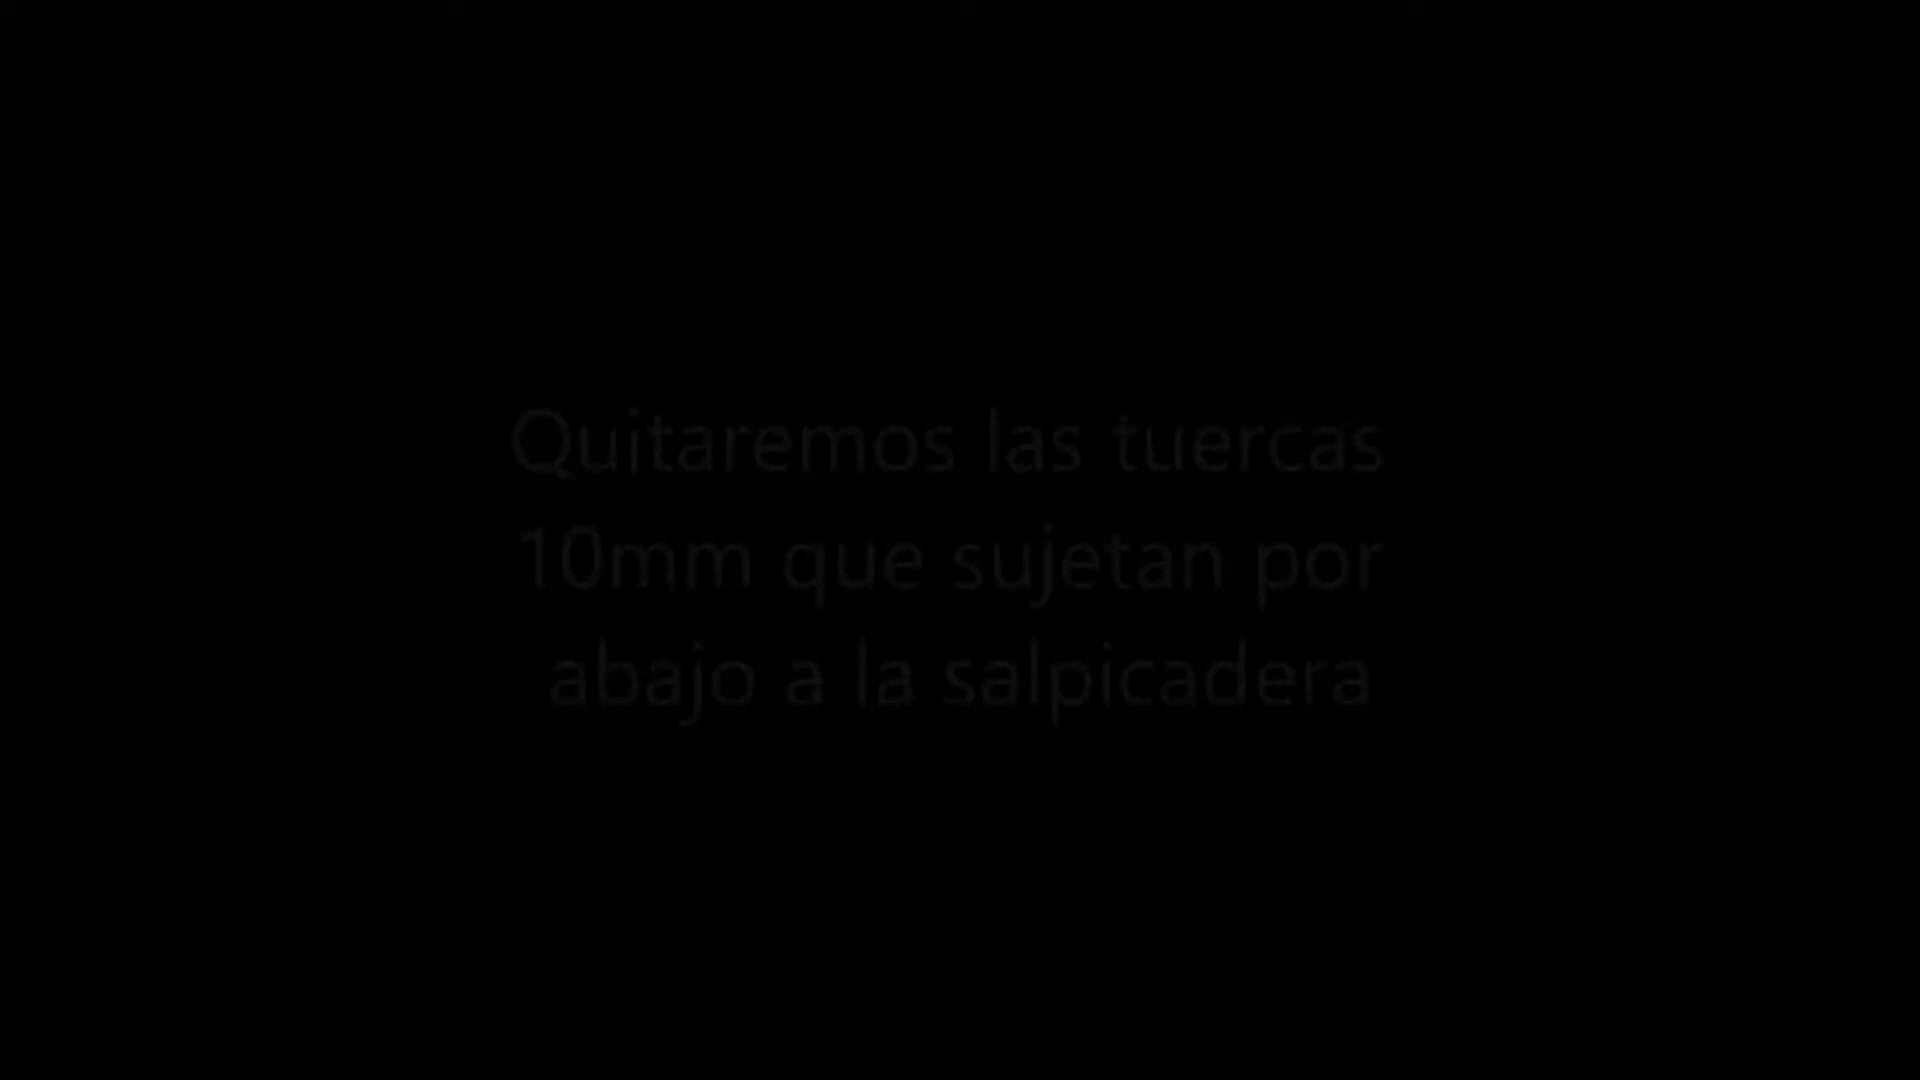 Quitaremos las tuercas
10mm que sujetan por
abajo a la salpicadera